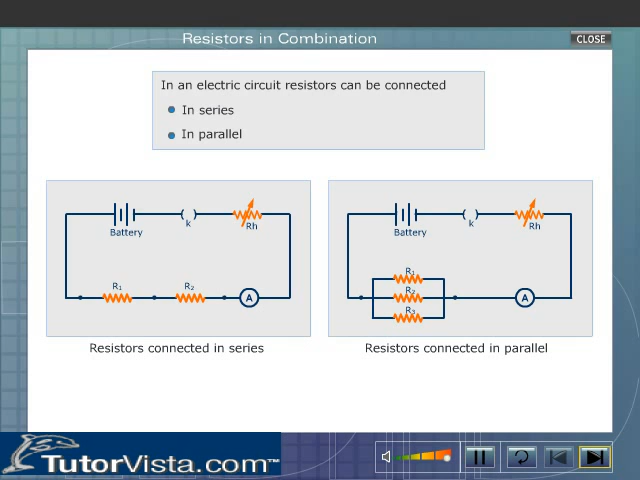 Resistors in Combination
CLOSE
In an electric circuit resistors can be connected
In series
In parallel
Battery
k
Rh
R1
R2
A
Resistors connected in series
Battery
k
Rh
R1
R2
R3
A
Resistors connected in parallel
TutorVista.com™